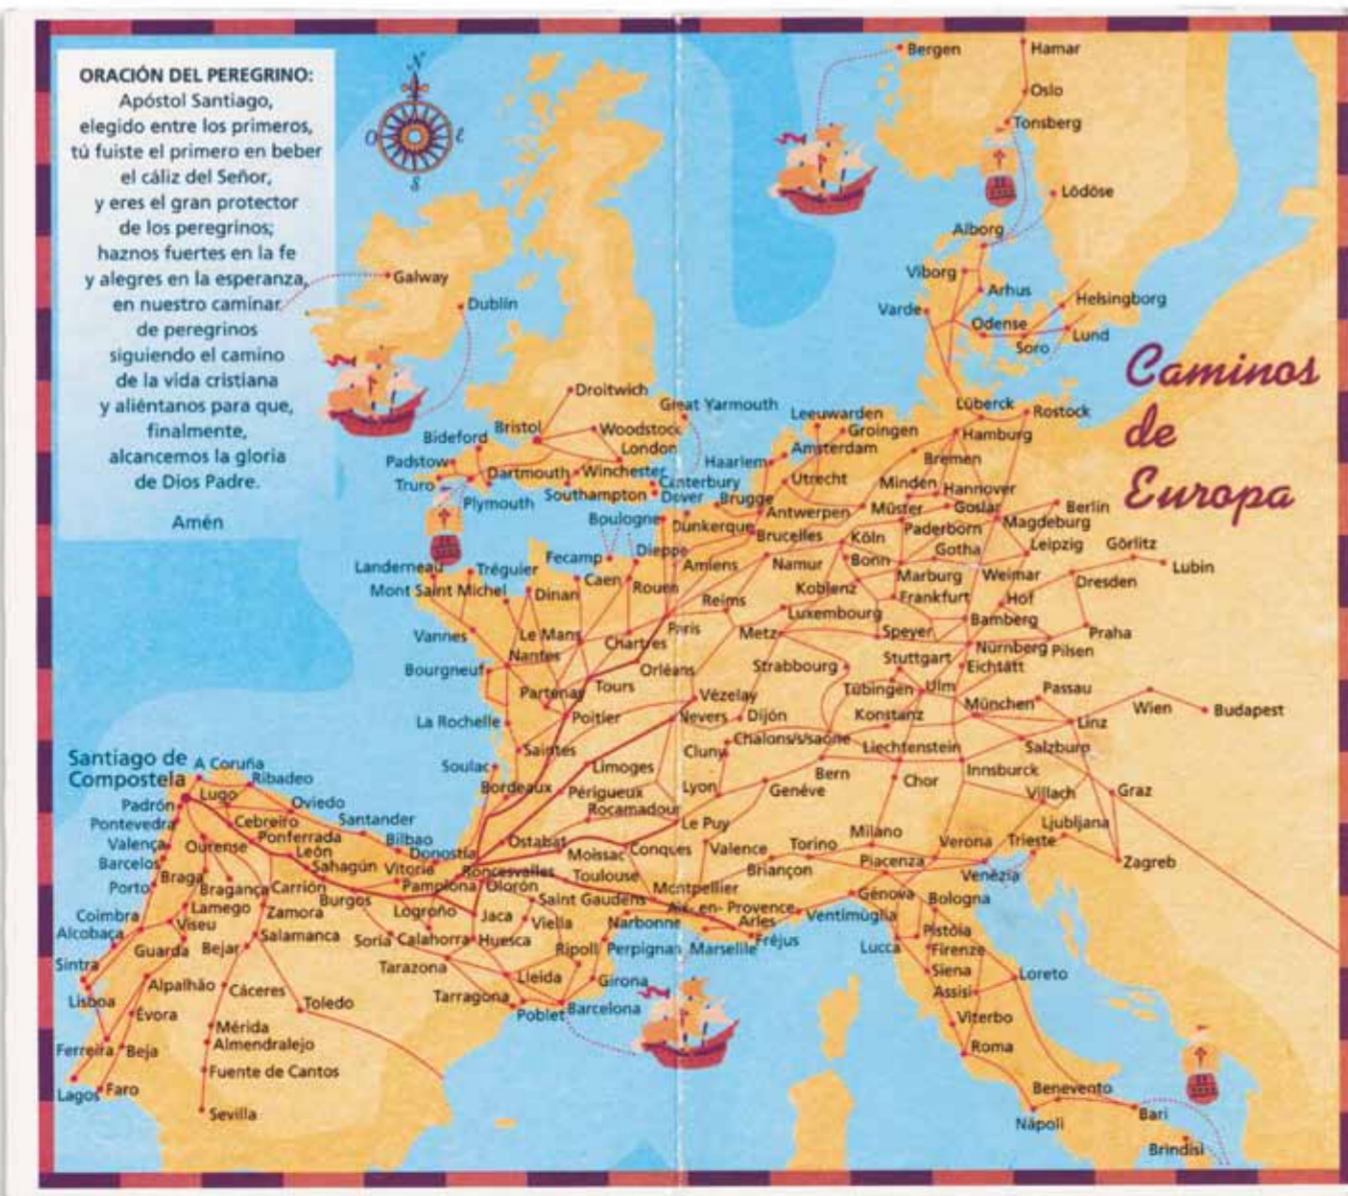 ORACIÓN DEL PEREGRINO:
Apóstol Santiago,
elegido entre los primeros,
tú fuiste el primero en beber
el cáliz del Señor,
y eres el gran protector
de los peregrinos;
haznos fuertes en la fe
y alegres en la esperanza,
en nuestro caminar
de peregrinos
siguiendo el camino
de la vida cristiana
y aliéntanos para que,
finalmente,
alcancemos la gloria
de Dios Padre.
Amén
N
O
E
S
Caminos
de
Europa
Bergen
Hamar
Oslo
Tonsberg
Lödöse
Alborg
Viborg
Arhus
Varde
Helsingborg
Odense
Soro
Lund
Galway
Dublín
Droitwich
Great Yarmouth
Bristol
Woodstock
Bideford
London
Padstow
Dartmouth
Winchester
Canterbury
Truro
Plymouth
Southampton
Dover
Leeuwarden
Groingen
Lüberck
Rostock
Hamburg
Amsterdam
Haarlem
Bremen
Utrecht
Minden
Hannover
Brugge
Antwerpen
Müster
Goslar
Berlín
Boulogne
Dunkerque
Brucelles
Köln
Paderborn
Magdeburg
Fecamp
Dieppe
Amiens
Namur
Bonn
Gotha
Leipzig
Görlitz
Lubin
Landerneau
Tréguier
Caen
Rouen
Koblenz
Marburg
Weimar
Dresden
Mont Saint Michel
Dinan
Reims
Luxembourg
Frankfurt
Hof
Bamberg
Vannes
Le Mans
Chartres
Paris
Metz
Speyer
Praha
Nantes
Nürnberg
Pilsen
Bourgneuf
Orléans
Strabbourg
Stuttgart
Eichtätt
Partenay
Tours
Vézelay
Tübingen
Ulm
Passau
La Rochelle
Poitier
Nevers
Dijón
Konstanz
München
Linz
Wien
Budapest
Saintes
Cluny
Chalons/s/saône
Liechtenstein
Salzburg
Soulac
Limoges
Bern
Innsburck
Bordeaux
Périgueux
Lyon
Genéve
Chor
Villach
Graz
Rocamadour
Le Puy
Ljubljana
Ostabat
Moissac
Conques
Valence
Torino
Milano
Verona
Trieste
Roncesvalles
Toulouse
Briançon
Piacenza
Venèzia
Zagreb
Olorón
Montpellier
Saint Gaudens
Aix-en-Provence
Génova
Bologna
Narbonne
Arles
Ventimiglia
Pistòia
Perpignan
Marsellle
Fréjus
Lucca
Firenze
Siena
Loreto
Assisi
Viterbo
Roma
Benevento
Bari
Nápoli
Brindisi
Santiago de
Compostela
A Coruña
Ribadeo
Padrón
Lugo
Oviedo
Pontevedra
Cebreiro
Santander
Ponferrada
Bilbao
Valença
Ourense
León
Donostia
Barcelos
Sahagún
Vitoria
Braga
Pamplona
Porto
Bragança
Carrión
Burgos
Logroño
Jaca
Viella
Coimbra
Lamego
Zamora
Alcobaça
Viseu
Salamanca
Soria
Calahorra
Huesca
Ripoll
Guarda
Bejar
Sintra
Tarazona
Lleida
Girona
Lisboa
Alpalhão
Cáceres
Toledo
Tarragona
Poblet
Barcelona
Évora
Mérida
Ferreira
Beja
Almendralejo
Fuente de Cantos
Lagos
Faro
Sevilla